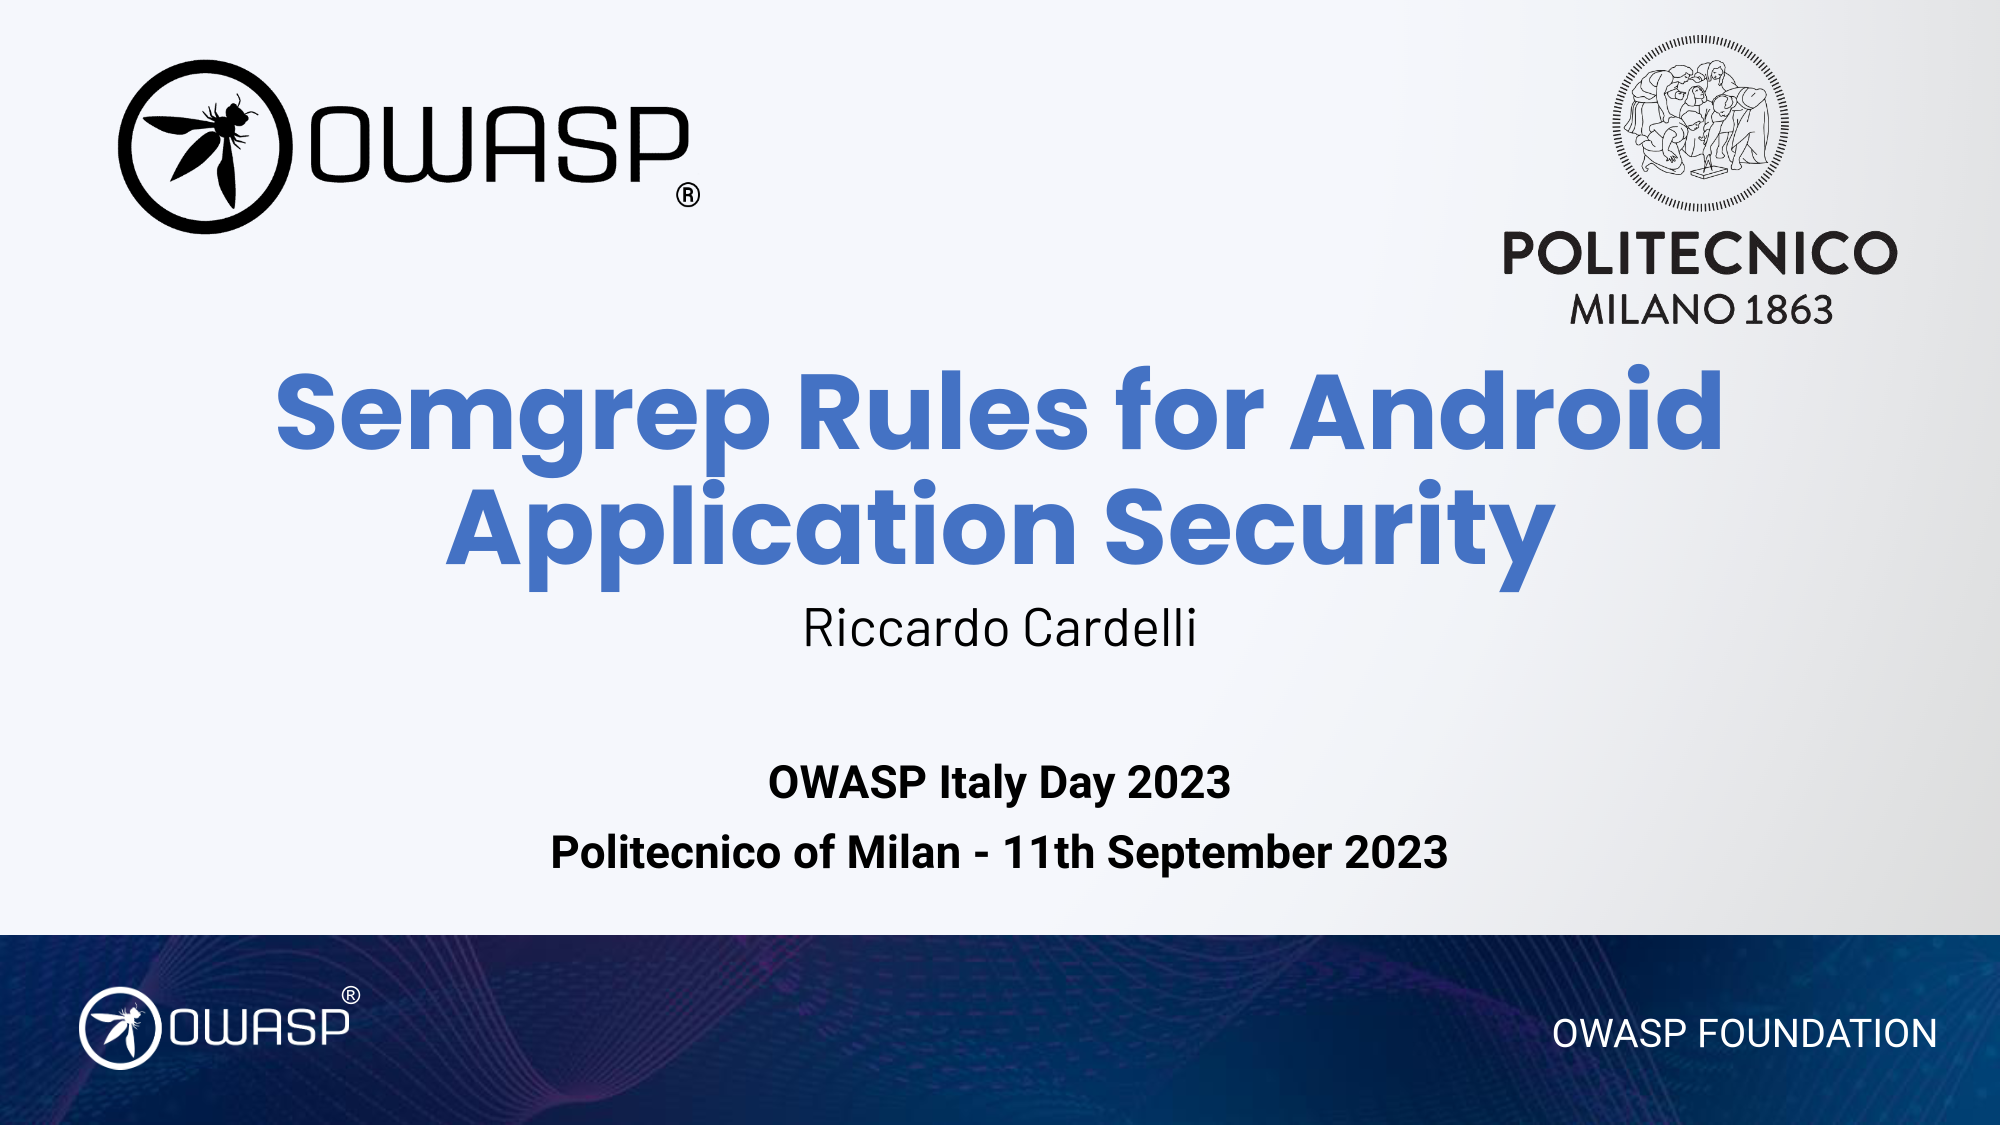 OWASP®
POLITECNICO
MILANO 1863
Semgrep Rules for Android
Application Security
Riccardo Cardelli
OWASP Italy Day 2023
Politecnico of Milan - 11th September 2023
OWASP®
OWASP FOUNDATION